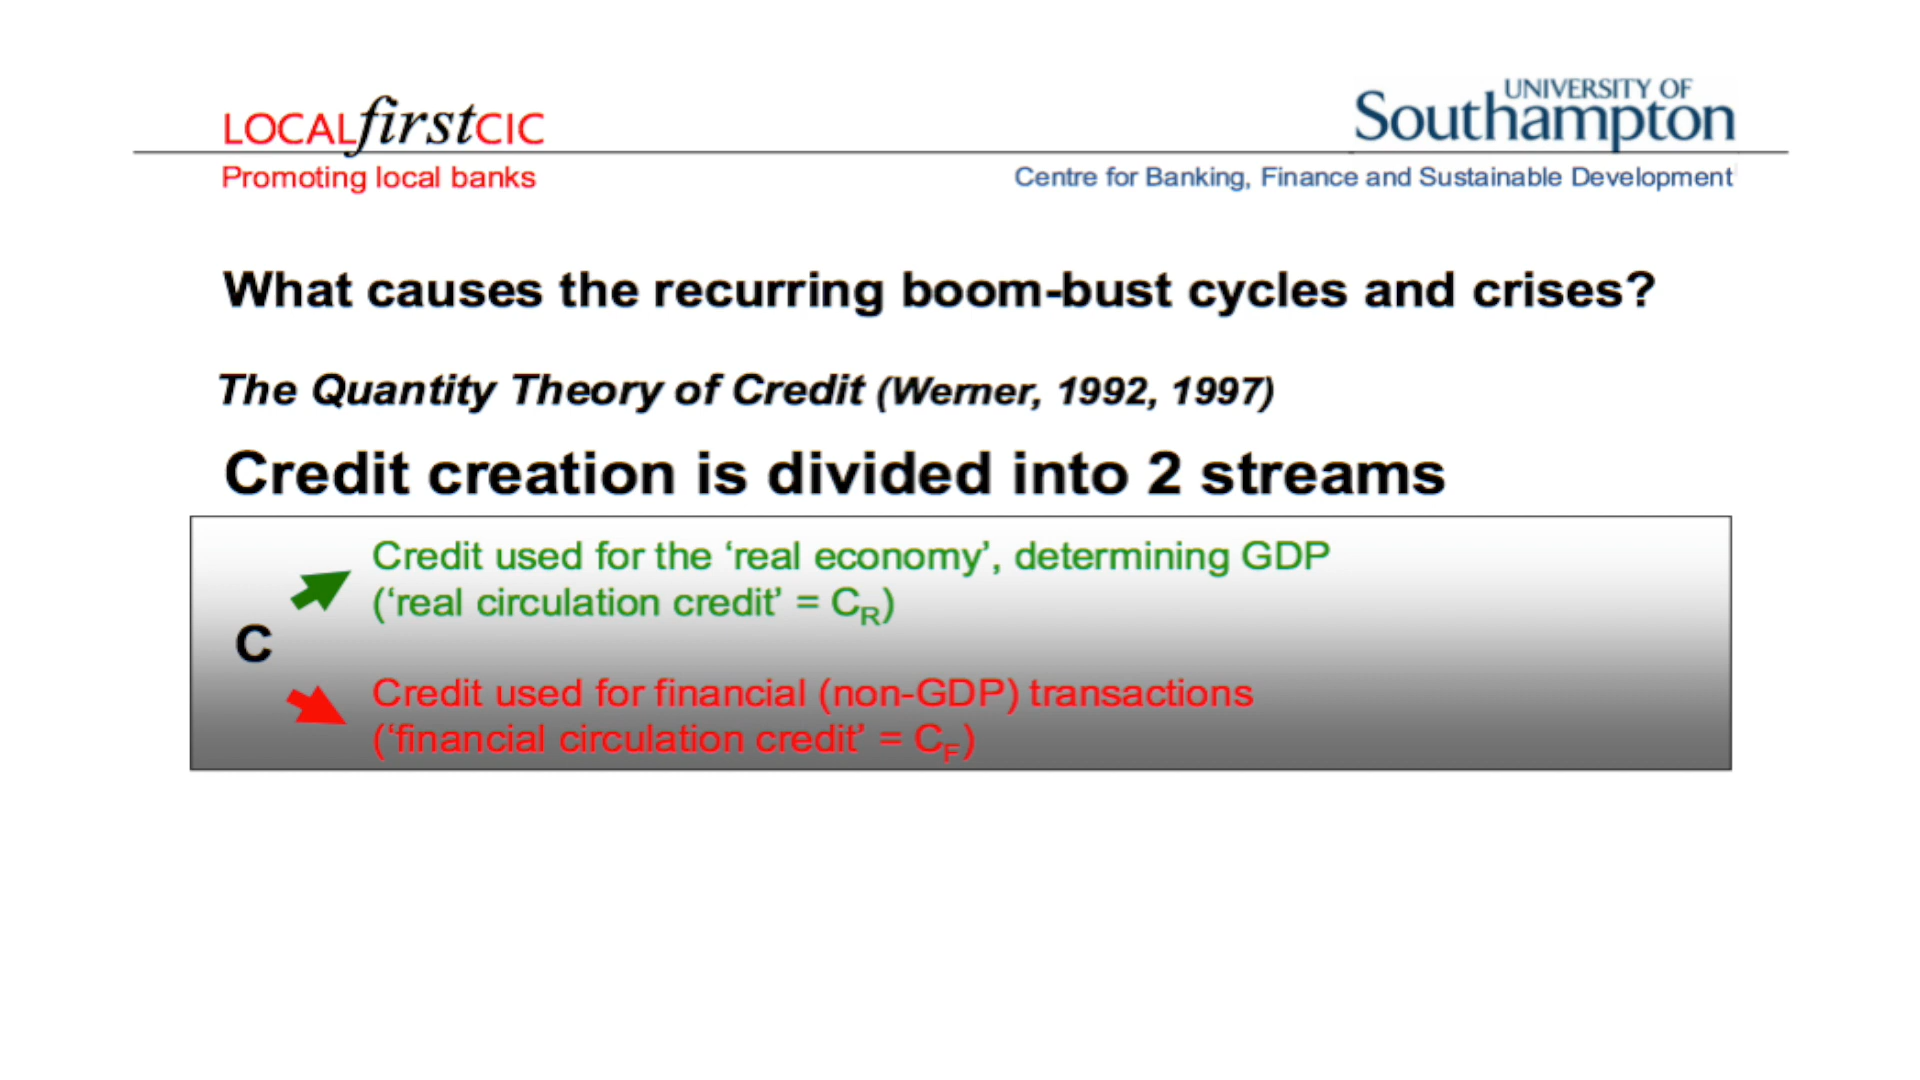 LOCALfirstCIC
Promoting local banks
UNIVERSITY OF
Southampton
Centre for Banking, Finance and Sustainable Development
What causes the recurring boom-bust cycles and crises?
The Quantity Theory of Credit (Werner, 1992, 1997)
Credit creation is divided into 2 streams
Credit used for the ‘real economy’, determining GDP
(‘real circulation credit’ = CR)
C
Credit used for financial (non-GDP) transactions
(‘financial circulation credit’ = CF)